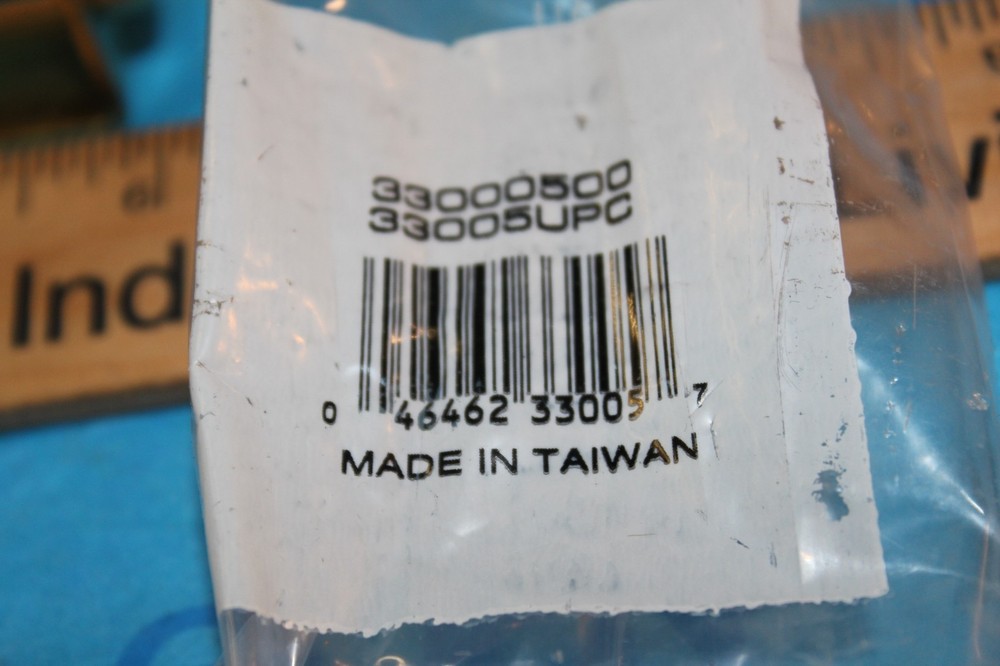 33000500
33005UPC
0 46462 33005 7
MADE IN TAIWAN
Ind